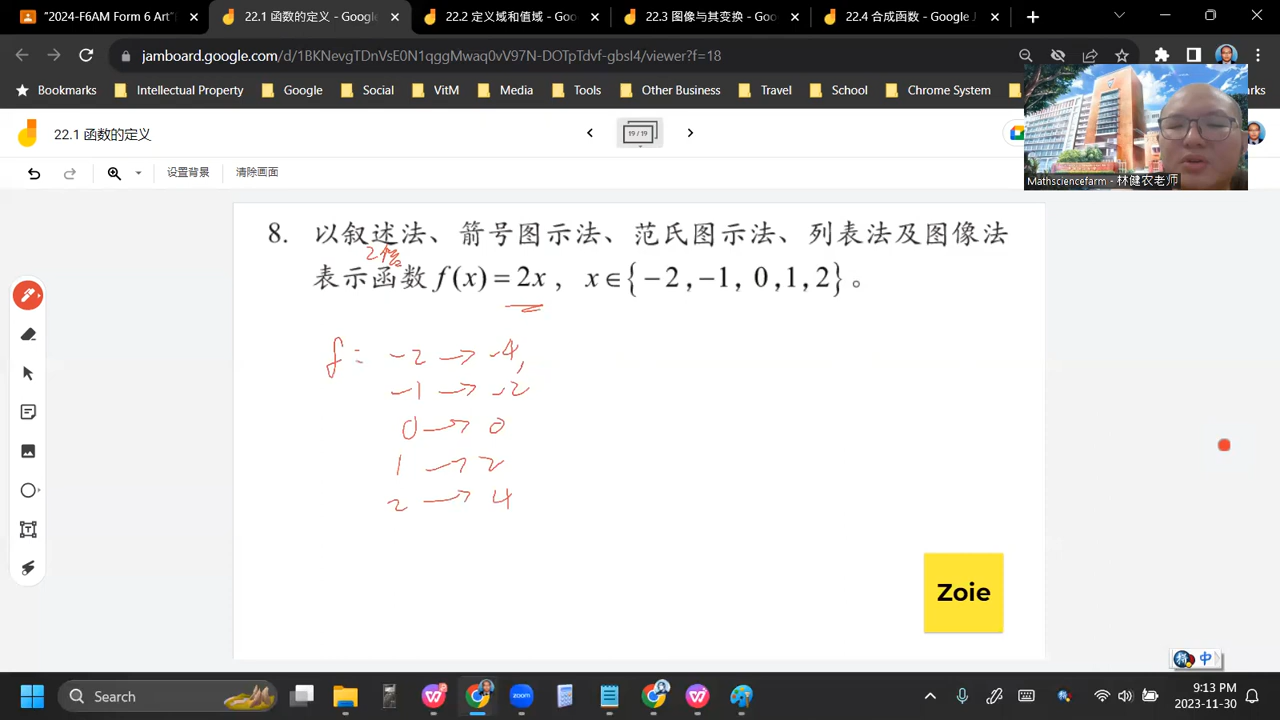 "2024-F6AM Form 6 Art"
22.1 函数的定义 - Google J
22.2 定义域和值域 - Goo
22.3 图像与其变换 - Goo
22.4 合成函数 - Google J
jamboard.google.com/d/1BKNevgTDnVsE0N1qggMwaq0vV97N-DOTpTdvf-gbsI4/viewer?f=18
Bookmarks Intellectual Property Google Social VitM Media Tools Other Business Travel School Chrome System
22.1 函数的定义
19 / 19
设置背景 清除画面
Mathsciencefarm - 林健农老师
8. 以叙述法、箭号图示法、范氏图示法、列表法及图像法
2倍
表示函数 f(x) = 2x, x∈{−2,−1, 0,1,2}。
f: -2 → -4,
-1 → -2
0 → 0
1 → 2
2 → 4
Zoie
中
Search
9:13 PM
2023-11-30